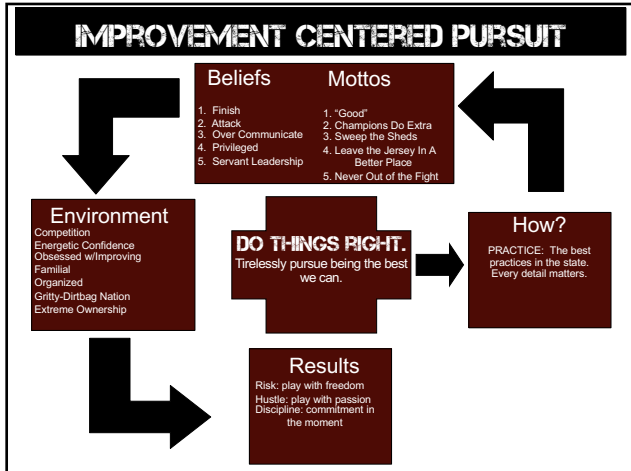 IMPROVEMENT CENTERED PURSUIT
Beliefs
1. Finish
2. Attack
3. Over Communicate
4. Privileged
5. Servant Leadership
Mottos
1. “Good”
2. Champions Do Extra
3. Sweep the Sheds
4. Leave the Jersey In A
Better Place
5. Never Out of the Fight
Environment
Competition
Energetic Confidence
Obsessed w/Improving
Familial
Organized
Gritty-Dirtbag Nation
Extreme Ownership
DO THINGS RIGHT.
Tirelessly pursue being the best
we can.
How?
PRACTICE: The best
practices in the state.
Every detail matters.
Results
Risk: play with freedom
Hustle: play with passion
Discipline: commitment in
the moment